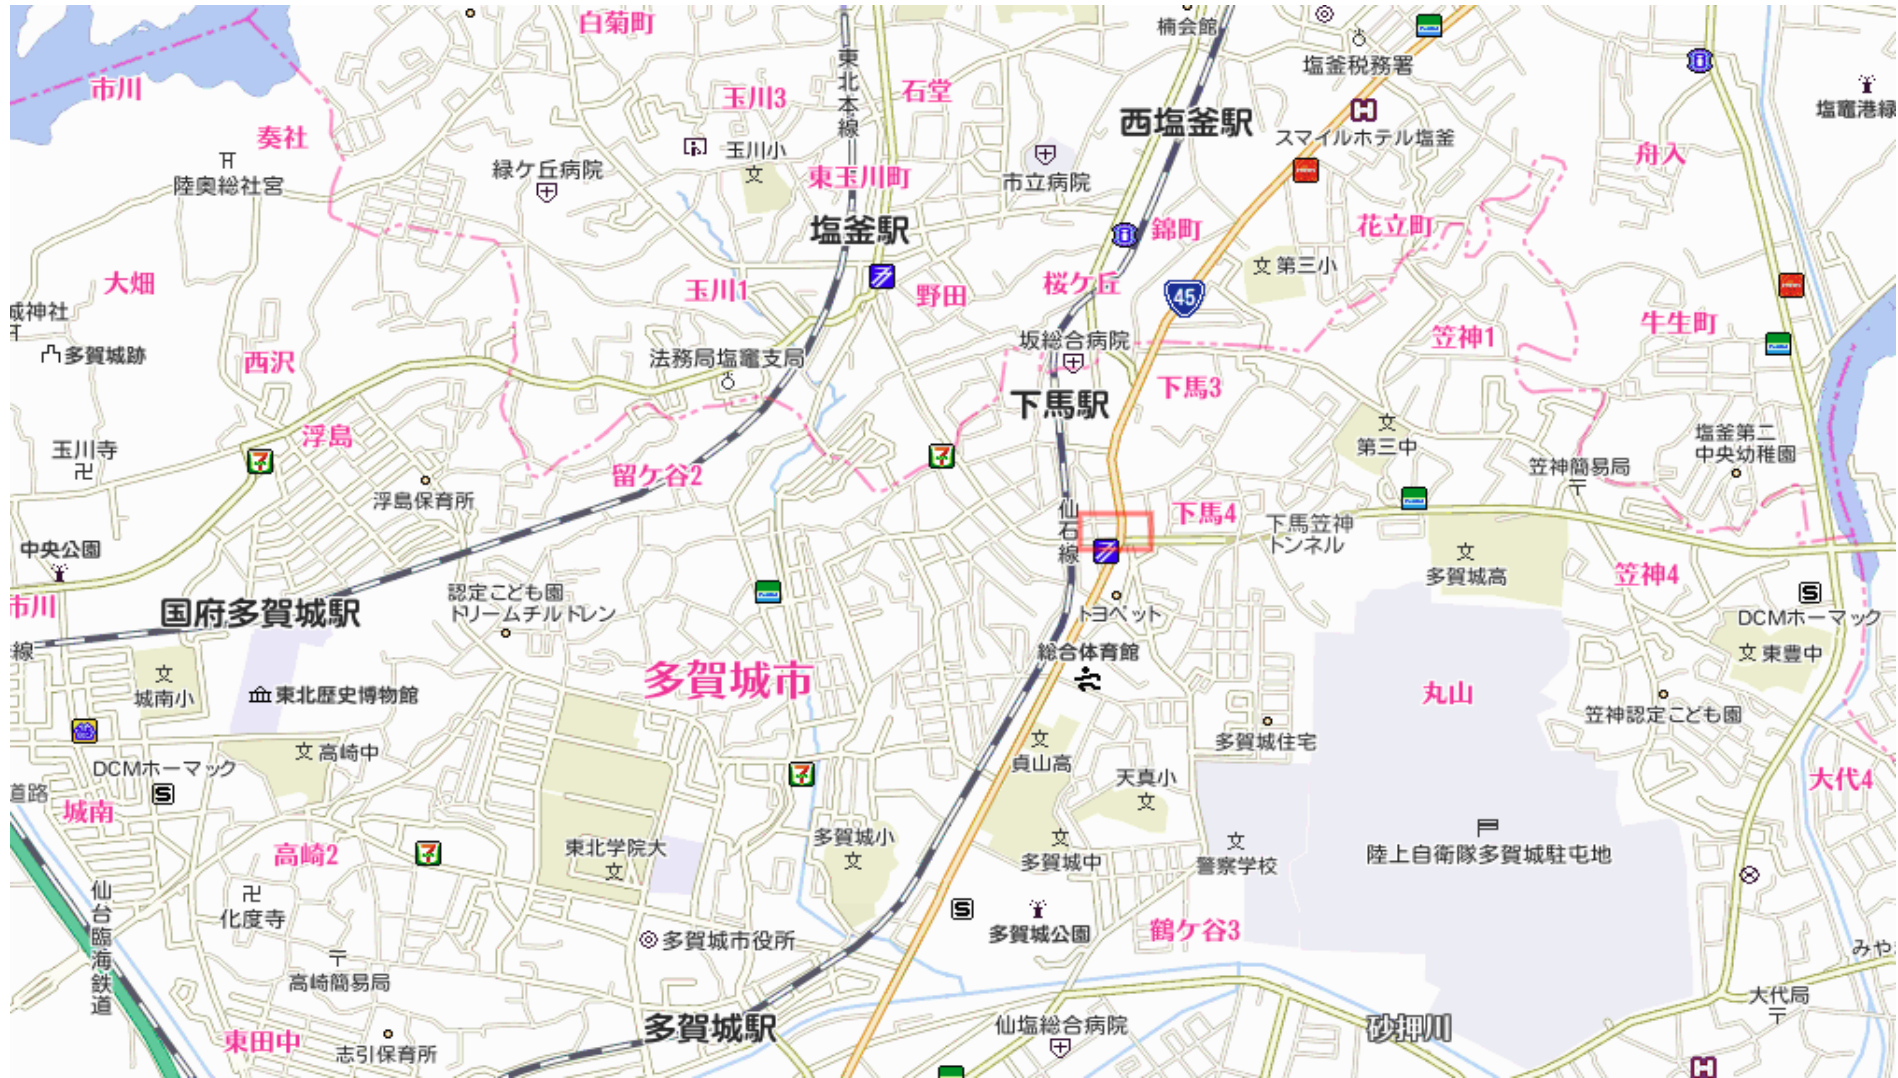 白菊町
楠会館
塩釜税務署
市川
東北本線
玉川3
石堂
西塩釜駅
塩竈港緑
奏社
スマイルホテル塩釜
玉川小
舟入
緑ケ丘病院
東玉川町
市立病院
陸奥総社宮
塩釜駅
錦町
花立町
第三小
大畑
玉川1
野田
桜ケ丘
45
城神社
牛生町
多賀城跡
坂総合病院
笠神1
西沢
法務局塩竈支局
下馬駅
下馬3
浮島
塩釜第二
中央幼稚園
玉川寺
第三中
笠神簡易局
留ケ谷2
浮島保育所
仙石線
下馬4
下馬笠神
トンネル
中央公園
多賀城高
笠神4
市川
国府多賀城駅
認定こども園
ドリームチルドレン
トヨペット
DCMホーマック
線
総合体育館
東豊中
多賀城市
城南小
東北歴史博物館
丸山
笠神認定こども園
多賀城住宅
高崎中
貞山高
DCMホーマック
天真小
大代4
道路
城南
多賀城小
東北学院大
高崎2
多賀城中
警察学校
陸上自衛隊多賀城駐屯地
仙台臨海鉄道
化度寺
多賀城公園
鶴ケ谷3
多賀城市役所
みや
高崎簡易局
大代局
多賀城駅
仙塩総合病院
砂押川
東田中
志引保育所